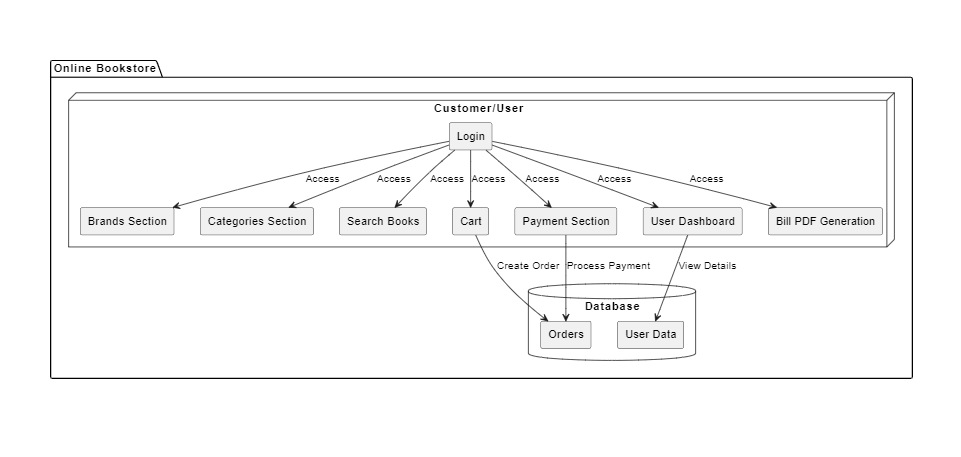 Online Bookstore
Customer/User
Login
Access Access Access Access Access Access Access
Brands Section Categories Section Search Books Cart Payment Section User Dashboard Bill PDF Generation
Create Order Process Payment View Details
Database
Orders User Data